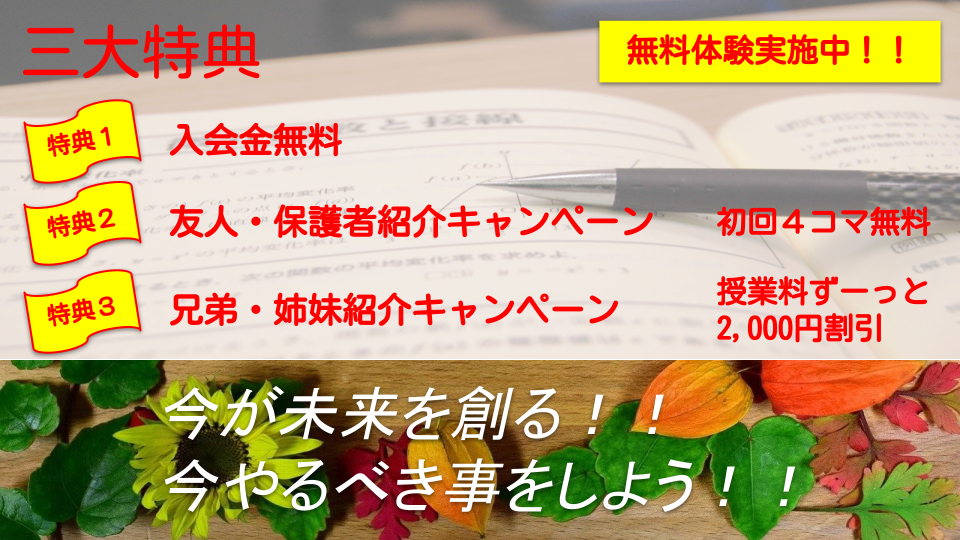 三大特典
無料体験実施中！！
特典１
入会金無料
特典２
友人・保護者紹介キャンペーン
初回４コマ無料
特典３
兄弟・姉妹紹介キャンペーン
授業料ずーっと
2,000円割引
今が未来を創る！！
今やるべき事をしよう！！